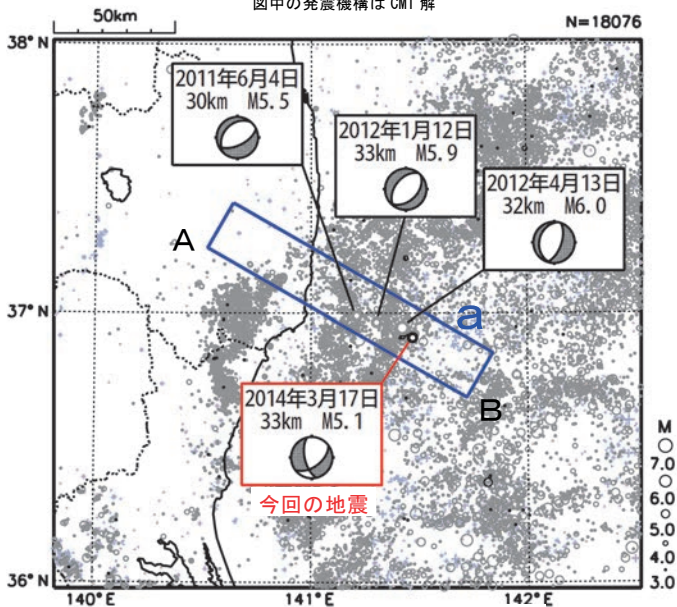 図中の発震機構は CMT 解
50km
N=18076
38°N
2011年6月4日
30km M5.5
2012年1月12日
33km M5.9
2012年4月13日
32km M6.0
A
37°N
a
B
2014年3月17日
33km M5.1
今回の地震
M
7.0
6.0
5.0
4.0
3.0
36°N
140°E
141°E
142°E